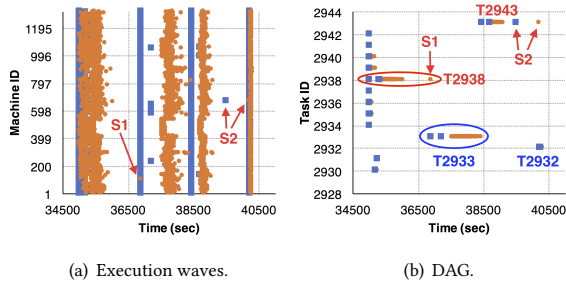 Machine ID
1195
996
797
598
399
200
1
34500
36500
38500
40500
Time (sec)
S1
S2
(a) Execution waves.
Task ID
2944
2942
2940
2938
2936
2934
2932
2930
2928
34500
36500
38500
40500
Time (sec)
T2943
S1
S2
T2938
T2933
T2932
(b) DAG.